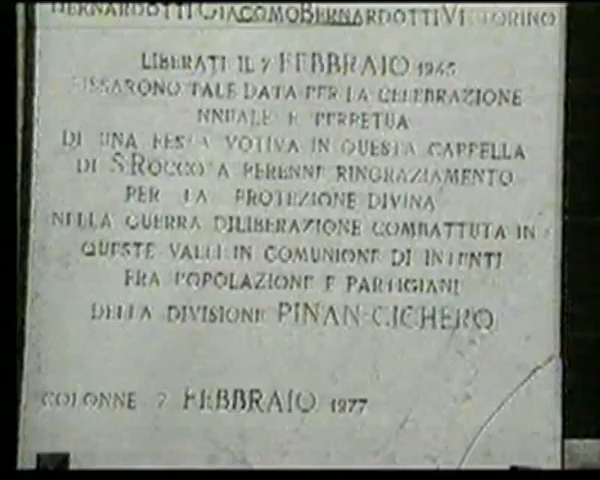 BERNARDOTTI GIACOMO BERNARDOTTI VITTORINO
LIBERATI IL 7 FEBBRAIO 1945
FISSARONO TALE DATA PER LA CELEBRAZIONE
ANNUALE E PERPETUA
DI UNA FESTA VOTIVA IN QUESTA CAPPELLA
DI S.ROCCO A PERENNE RINGRAZIAMENTO
PER LA PROTEZIONE DIVINA
NELLA GUERRA DI LIBERAZIONE COMBATTUTA IN
QUESTE VALLI IN COMUNIONE DI INTENTI
FRA POPOLAZIONE E PARTIGIANI
DELLA DIVISIONE PINAN-CICHERO
COLONNE 7 FEBBRAIO 1977